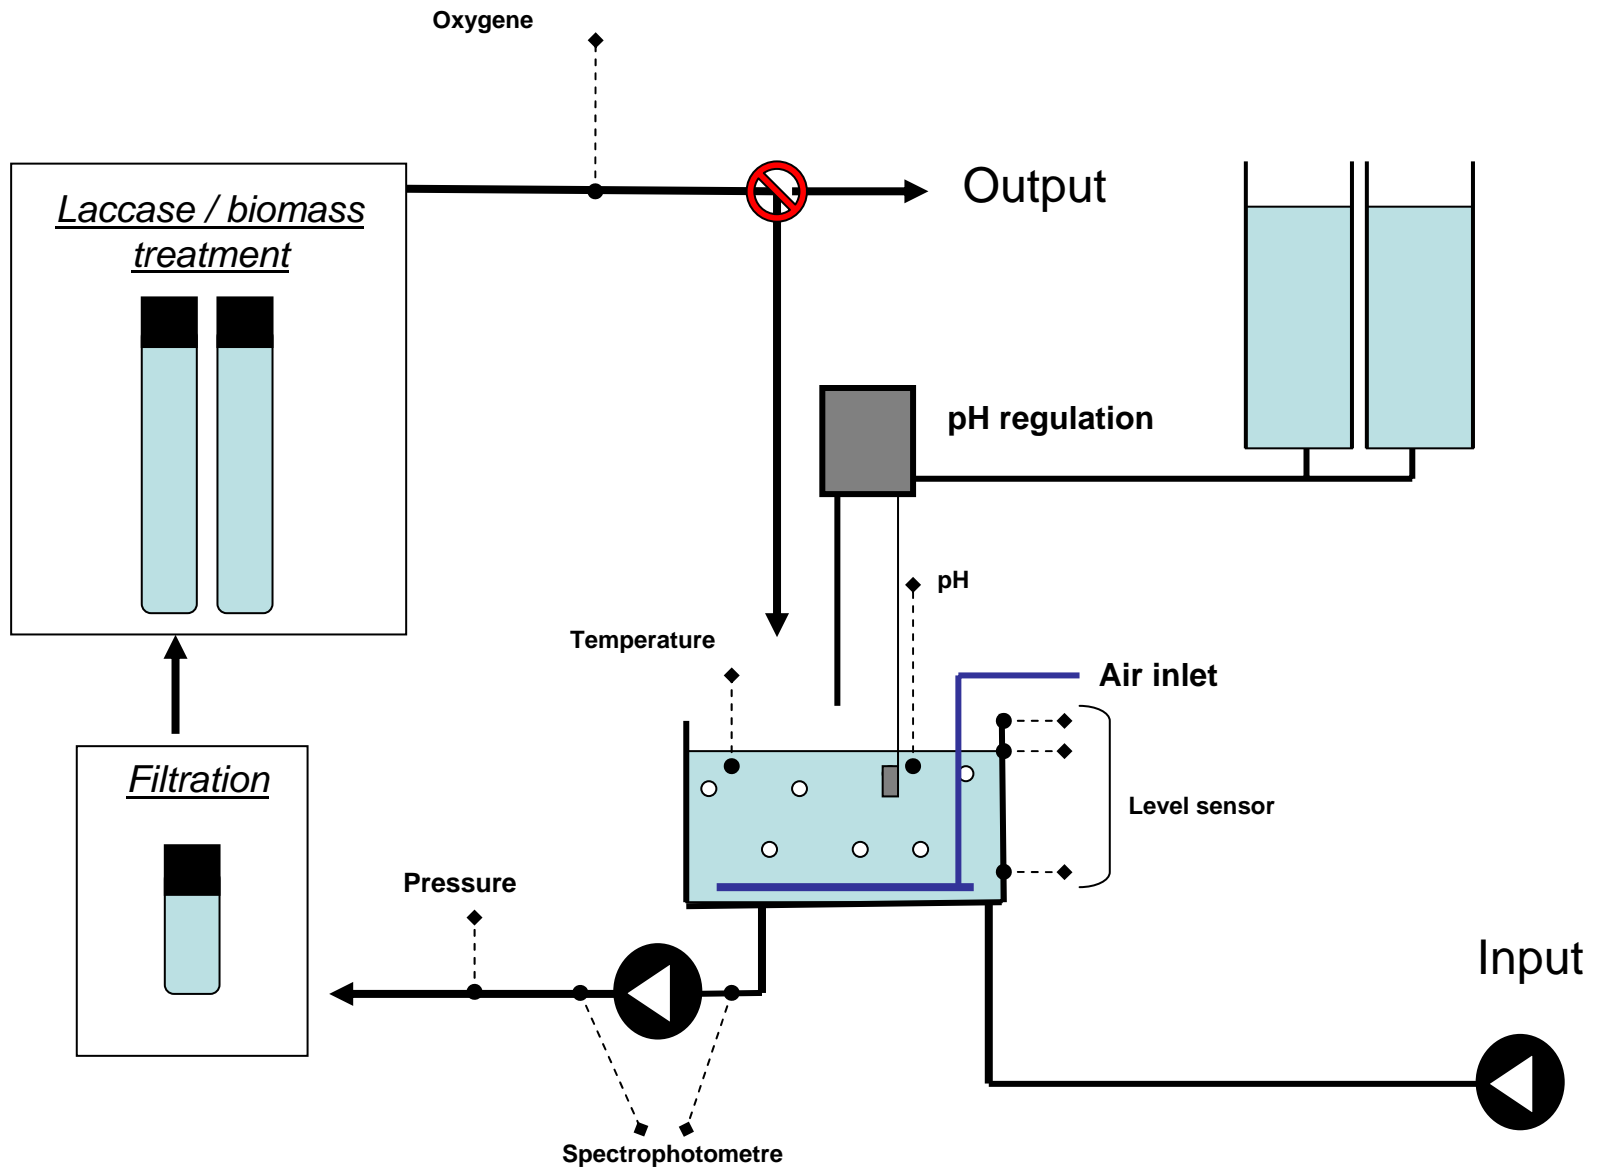 Oxygene
Laccase / biomass
treatment
Output
pH regulation
pH
Temperature
Air inlet
Filtration
Level sensor
Pressure
Input
Spectrophotometre